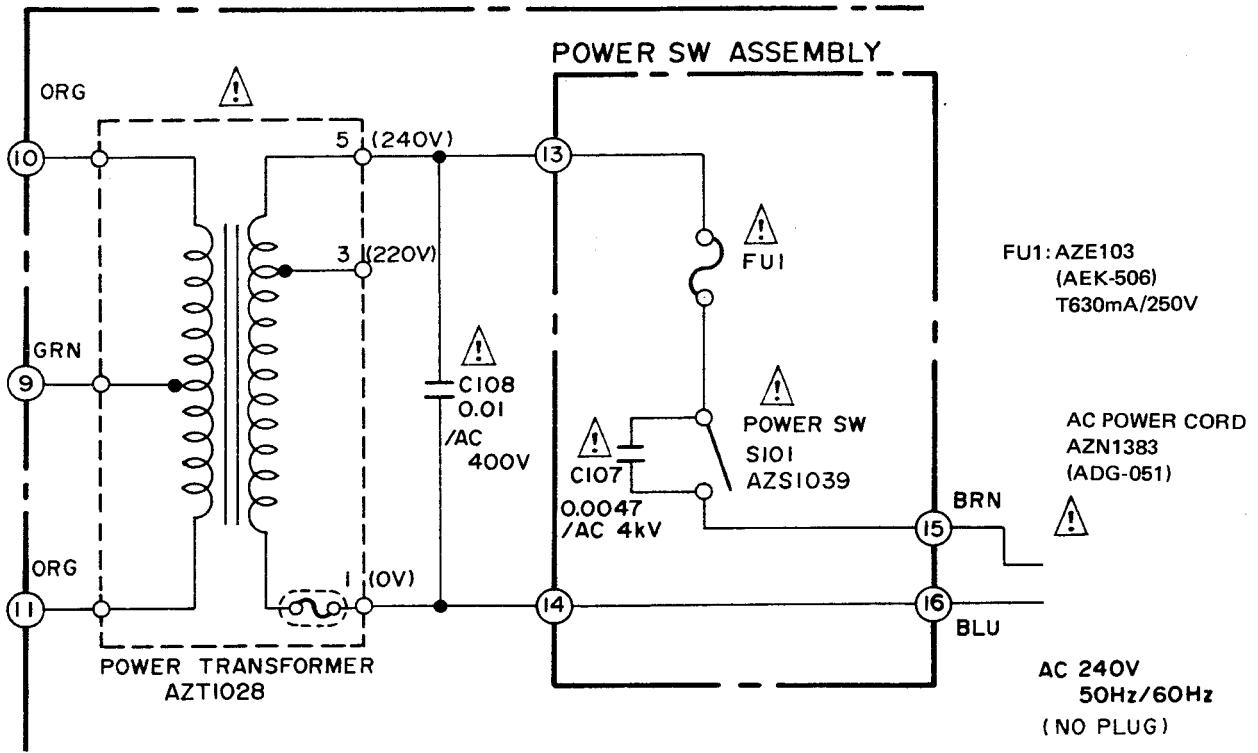 POWER SW ASSEMBLY
ORG
10
5 (240V)
13
3 (220V)
FU1
FU1: AZE103
(AEK-506)
T630mA/250V
GRN
9
C108
0.01
/AC
400V
POWER SW
S101
AZS1039
C107
0.0047
/AC 4kV
AC POWER CORD
AZN1383
(ADG-051)
BRN
15
ORG
11
1 (0V)
14
16
BLU
POWER TRANSFORMER
AZT1028
AC 240V
50Hz/60Hz
(NO PLUG)